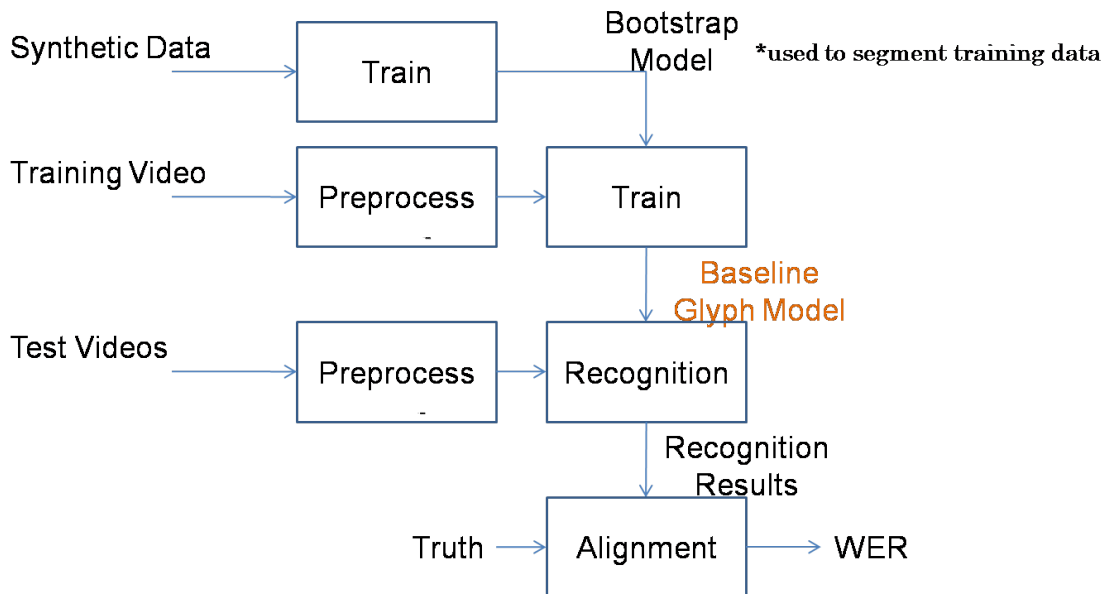 Synthetic Data
Train
Bootstrap
Model
*used to segment training data
Training Video
Preprocess
-
Train
Baseline
Glyph Model
Test Videos
Preprocess
-
Recognition
Recognition
Results
Truth
Alignment
WER